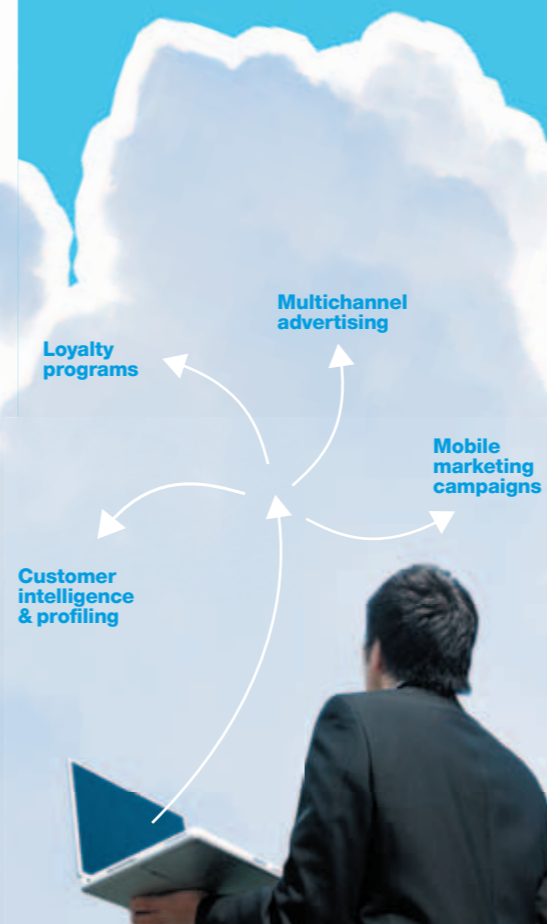 Multichannel
advertising
Loyalty
programs
Mobile
marketing
campaigns
Customer
intelligence
& profiling